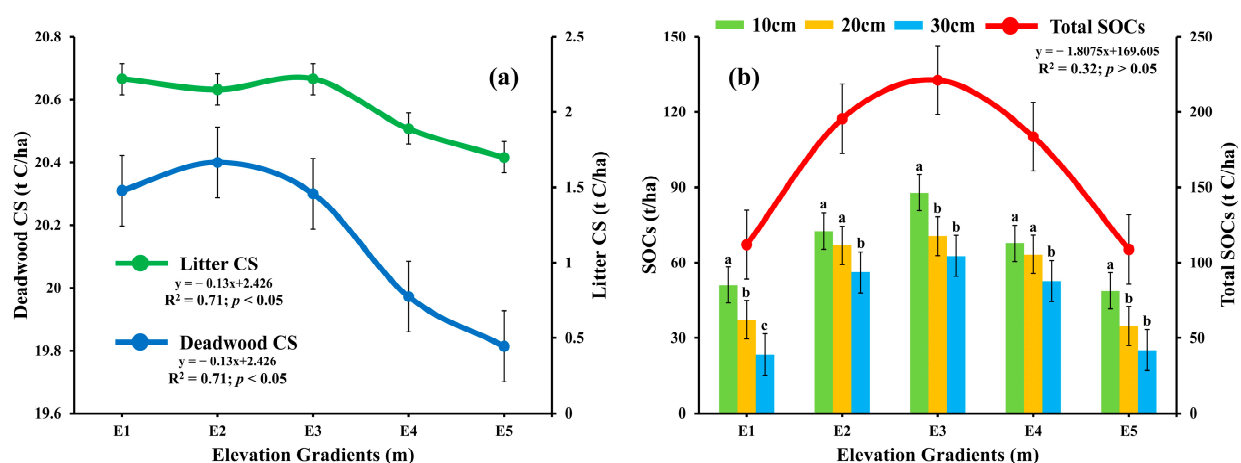 20.8
20.6
20.4
20.2
20
19.8
19.6
Deadwood CS (t C/ha)
2.5
2
1.5
1
0.5
0
Litter CS (t C/ha)
(a)
Litter CS
y = − 0.13x+2.426
R² = 0.71; p < 0.05
Deadwood CS
y = − 0.13x+2.426
R² = 0.71; p < 0.05
E1 E2 E3 E4 E5
Elevation Gradients (m)
10cm 20cm 30cm Total SOCs
y = − 1.8075x+169.605
R² = 0.32; p > 0.05
(b)
150
120
90
60
30
0
SOCs (t/ha)
250
200
150
100
50
0
Total SOCs (t C/ha)
a b c
a a b
a b b
a a b
a b b
E1 E2 E3 E4 E5
Elevation Gradients (m)